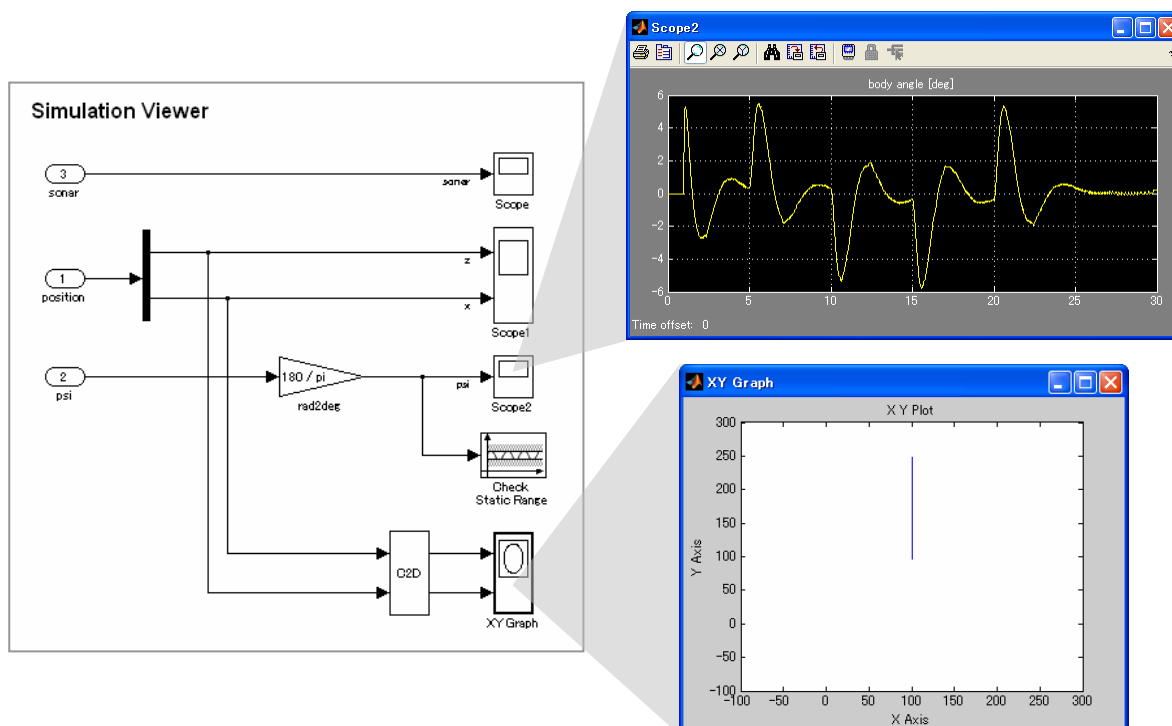 Simulation Viewer
3
sonar
sonar
Scope
1
position
z
x
Scope1
2
psi
180 / pi
rad2deg
psi
Scope2
Check
Static Range
C2D
XY Graph
Scope2
body angle [deg]
6
4
2
0
-2
-4
-6
0 5 10 15 20 25 30
Time offset: 0
XY Graph
X Y Plot
300
250
200
150
100
50
0
-50
-100
Y Axis
-100 -50 0 50 100 150 200 250 300
X Axis